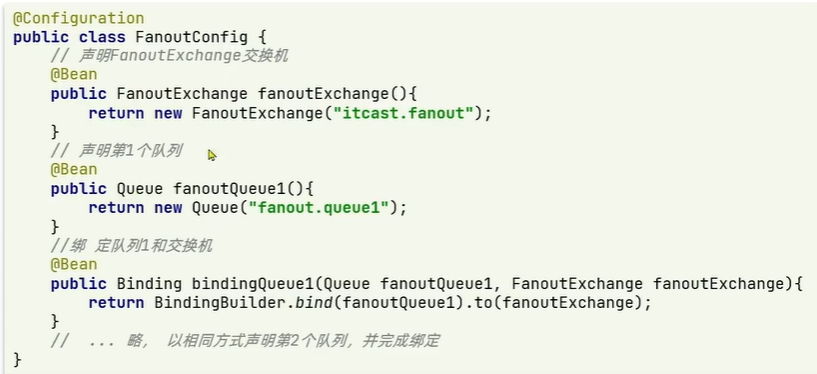 @Configuration
public class FanoutConfig {
    // 声明FanoutExchange交换机
    @Bean
    public FanoutExchange fanoutExchange(){
        return new FanoutExchange("itcast.fanout");
    }
    // 声明第1个队列
    @Bean
    public Queue fanoutQueue1(){
        return new Queue("fanout.queue1");
    }
    //绑 定队列1和交换机
    @Bean
    public Binding bindingQueue1(Queue fanoutQueue1, FanoutExchange fanoutExchange){
        return BindingBuilder.bind(fanoutQueue1).to(fanoutExchange);
    }
    // ... 略， 以相同方式声明第2个队列，并完成绑定
}